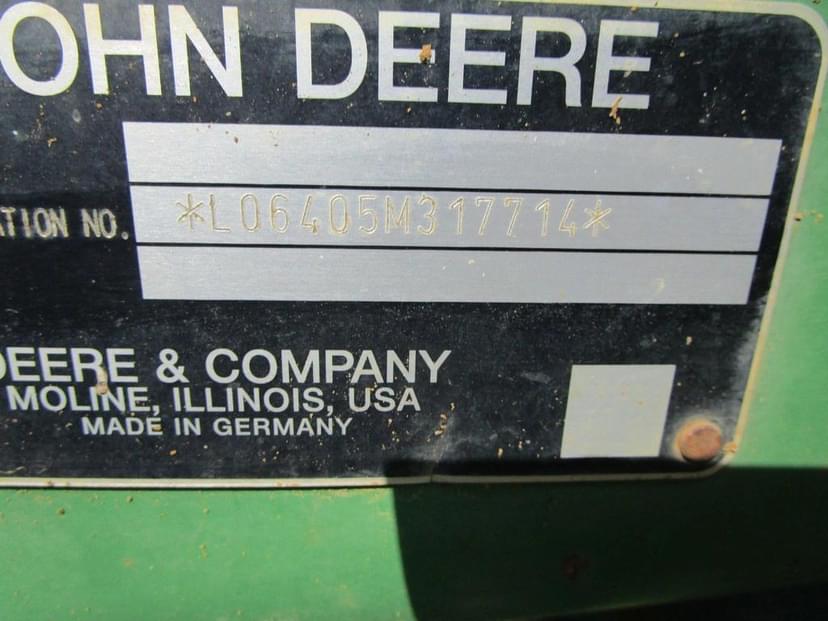 OHN DEERE
ATION NO. *L06405M317714*
DEERE & COMPANY
MOLINE, ILLINOIS, USA
MADE IN GERMANY